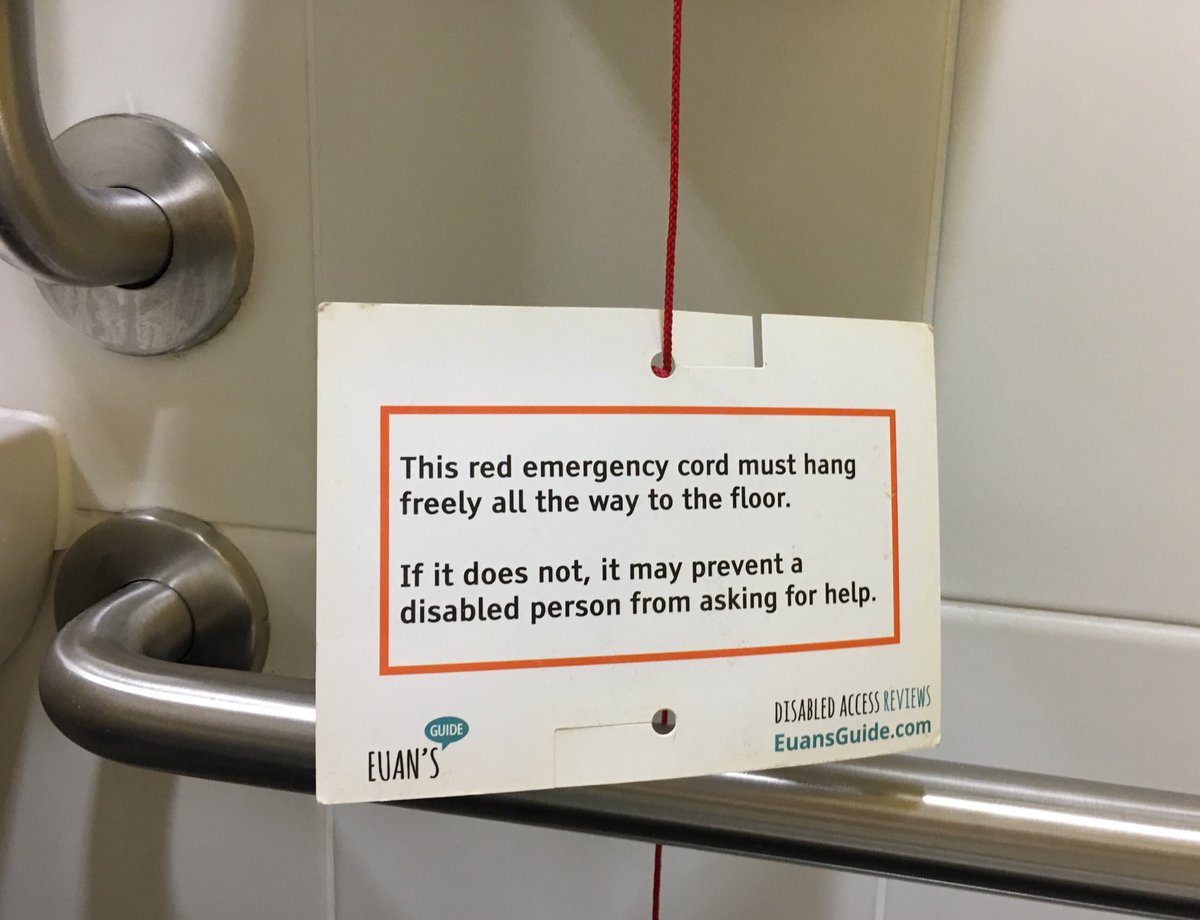 This red emergency cord must hang
freely all the way to the floor.
If it does not, it may prevent a
disabled person from asking for help.
EUAN'S GUIDE
DISABLED ACCESS REVIEWS
EuansGuide.com